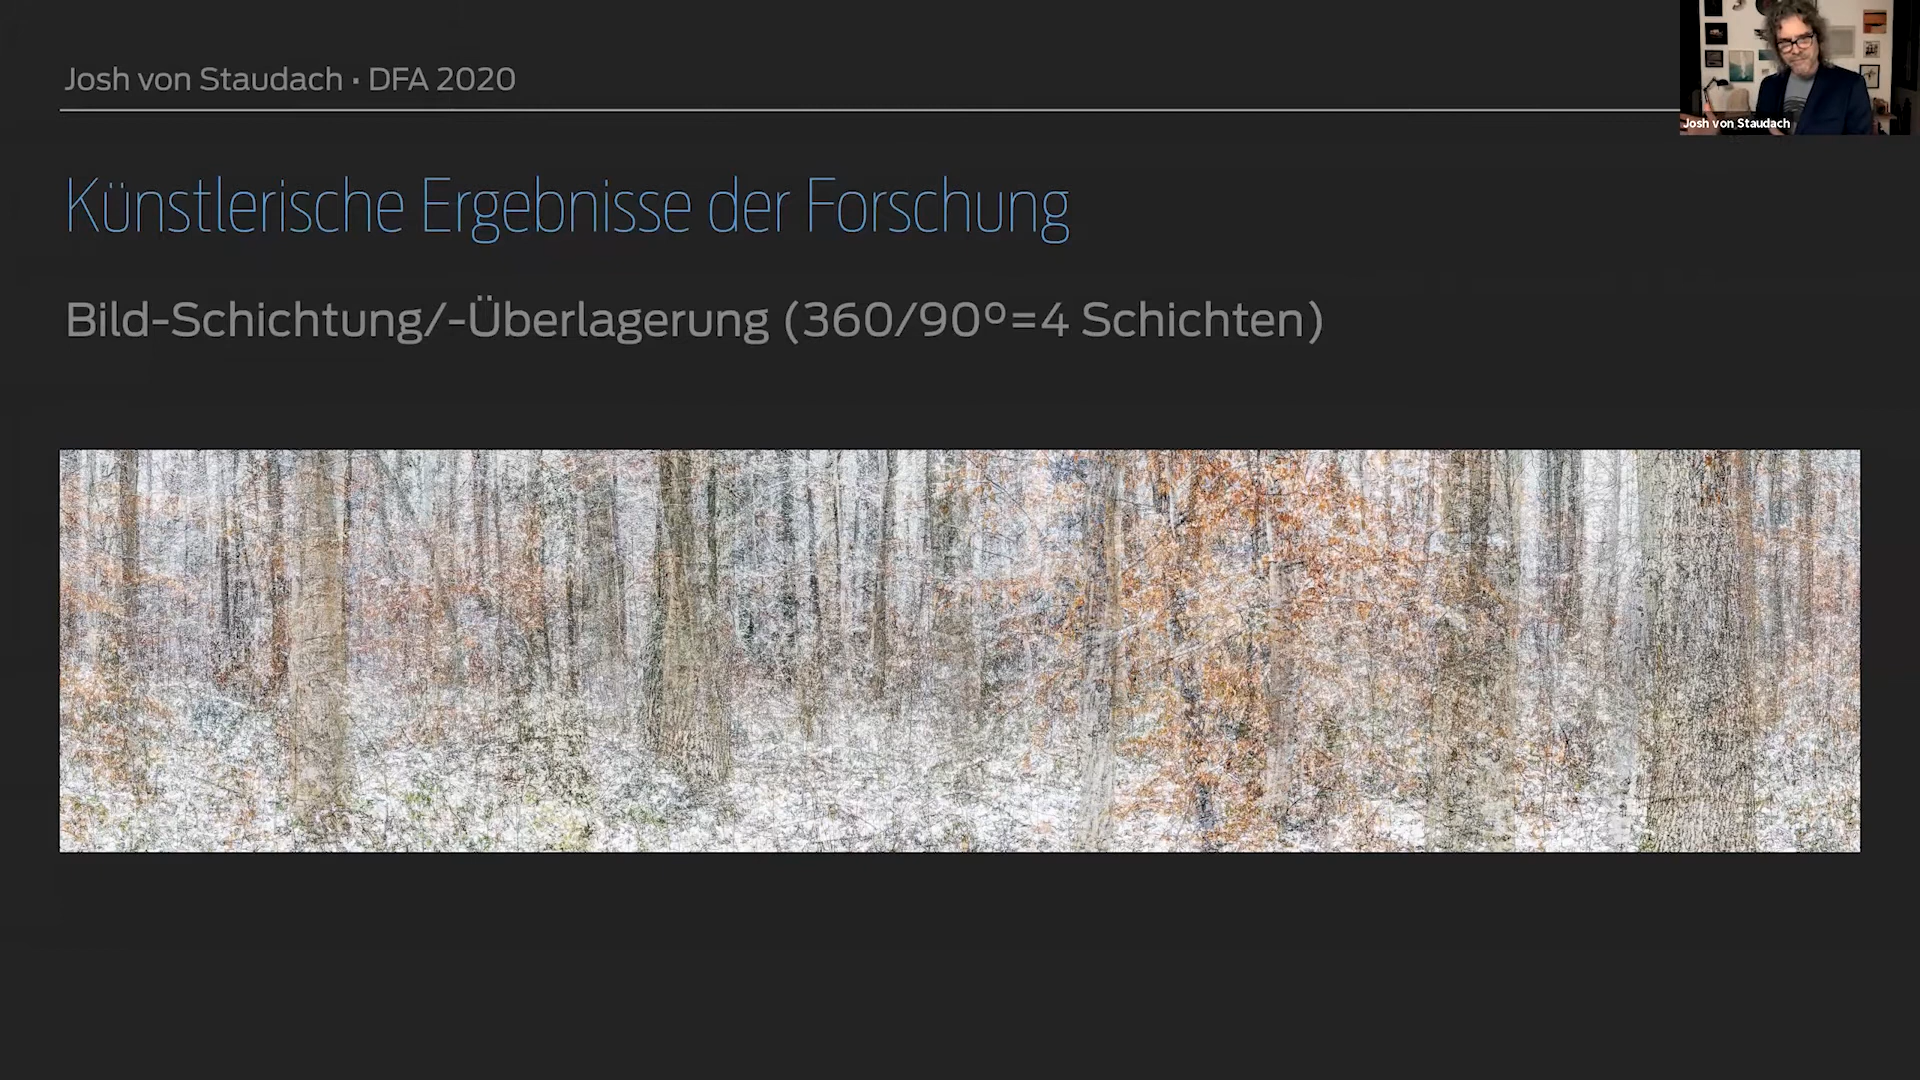 Josh von Staudach • DFA 2020
Josh von Staudach
Künstlerische Ergebnisse der Forschung
Bild-Schichtung/-Überlagerung (360/90º=4 Schichten)